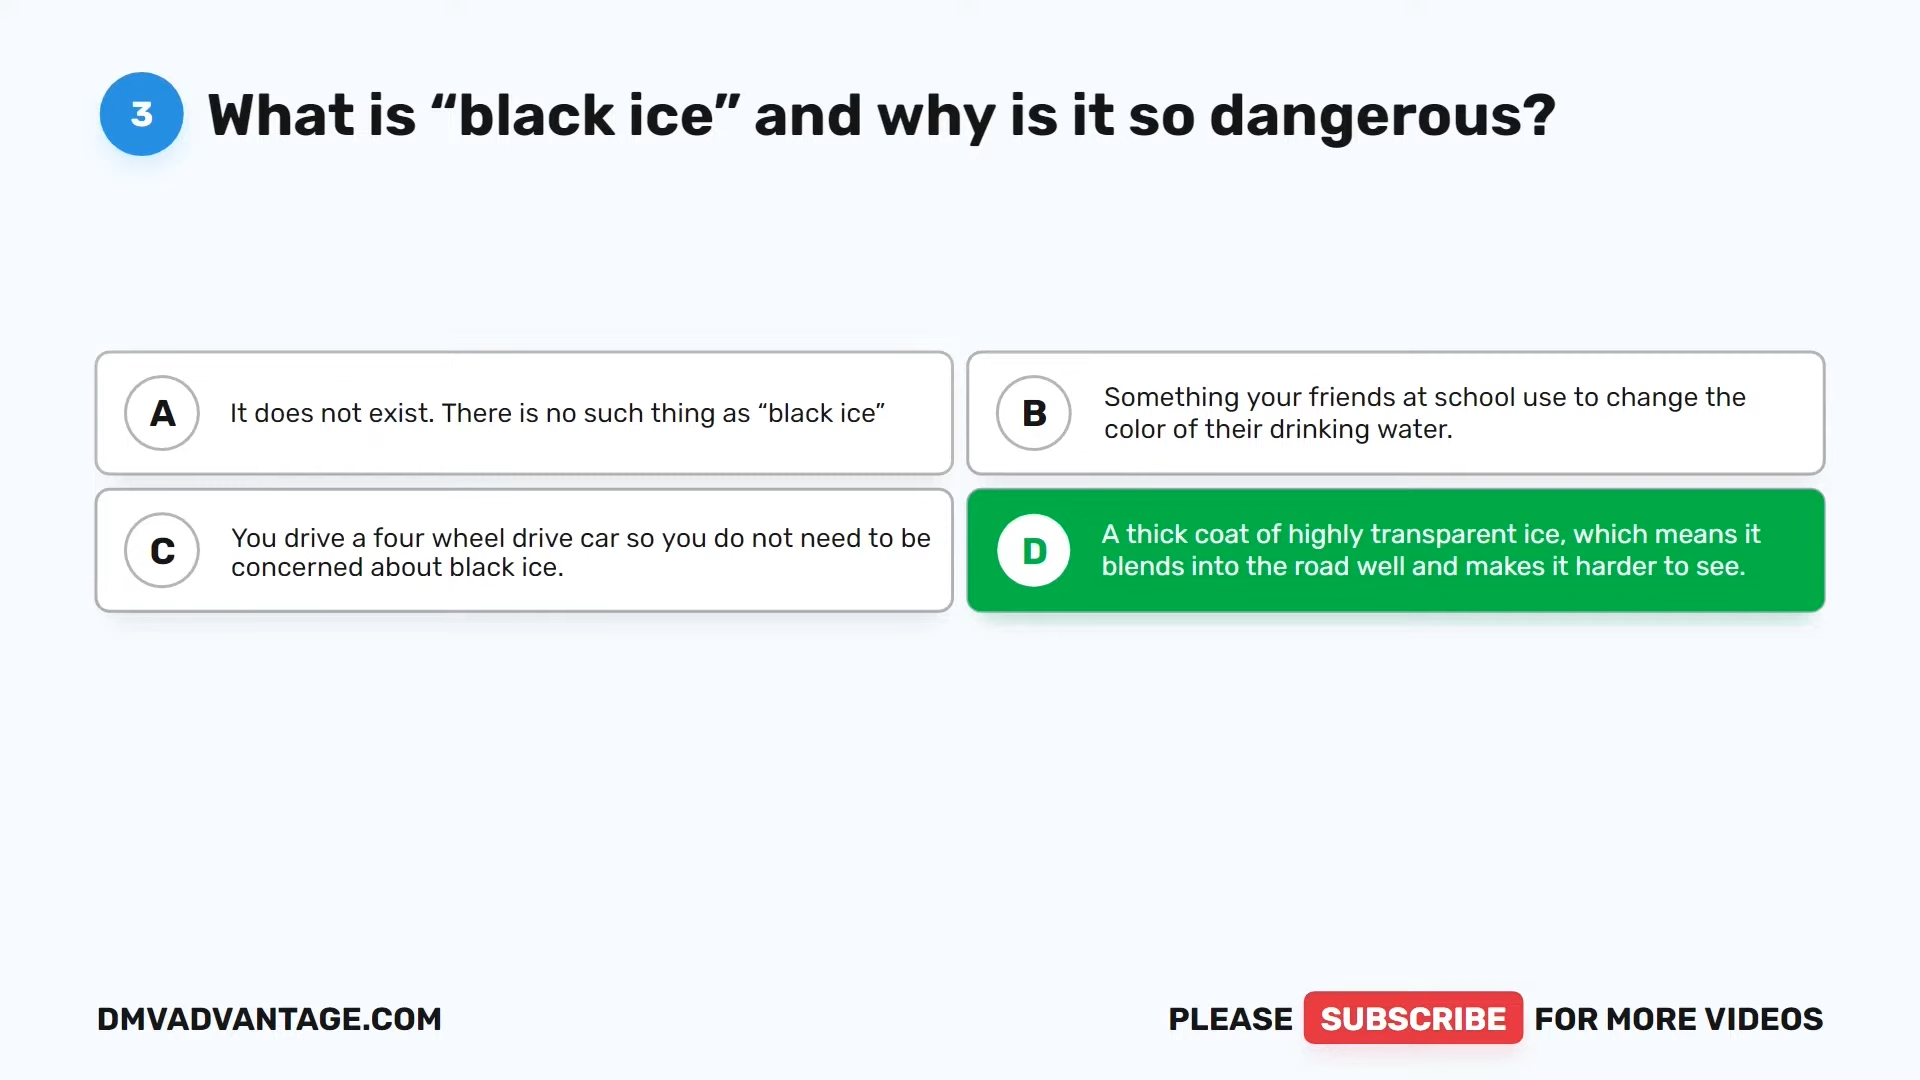 3
What is “black ice” and why is it so dangerous?
A
It does not exist. There is no such thing as “black ice”
B
Something your friends at school use to change the
color of their drinking water.
C
You drive a four wheel drive car so you do not need to be
concerned about black ice.
D
A thick coat of highly transparent ice, which means it
blends into the road well and makes it harder to see.
DMVADVANTAGE.COM
PLEASE SUBSCRIBE FOR MORE VIDEOS